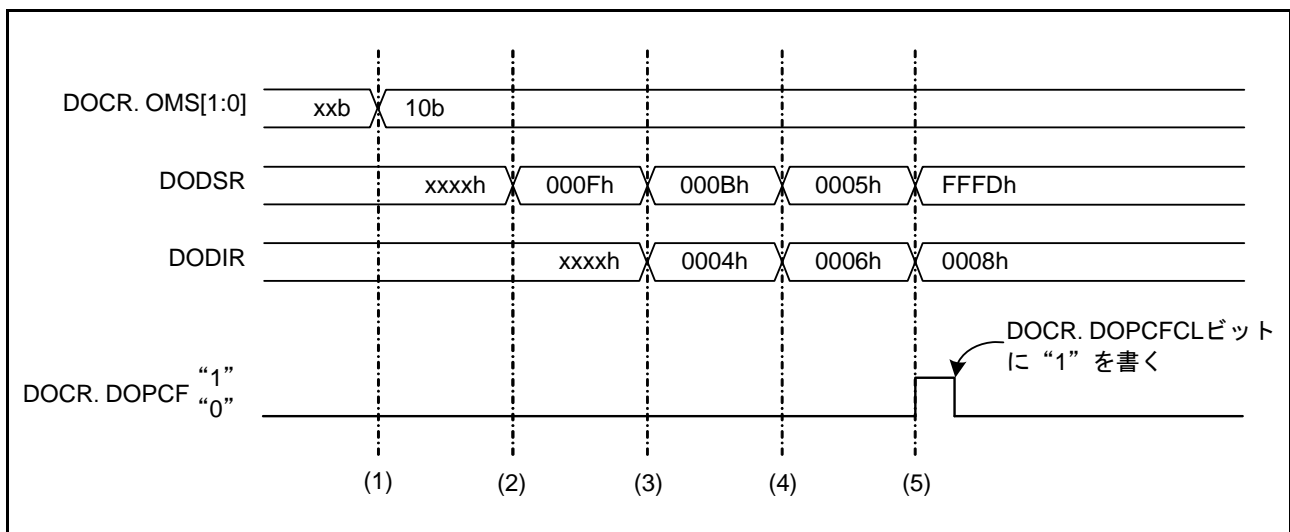 DOCR. OMS[1:0] xxb 10b
DODSR xxxxh 000Fh 000Bh 0005h FFFDh
DODIR xxxxh 0004h 0006h 0008h
DOCR. DOPCFCLビット
に“1”を書く
DOCR. DOPCF “1”
“0”
(1) (2) (3) (4) (5)